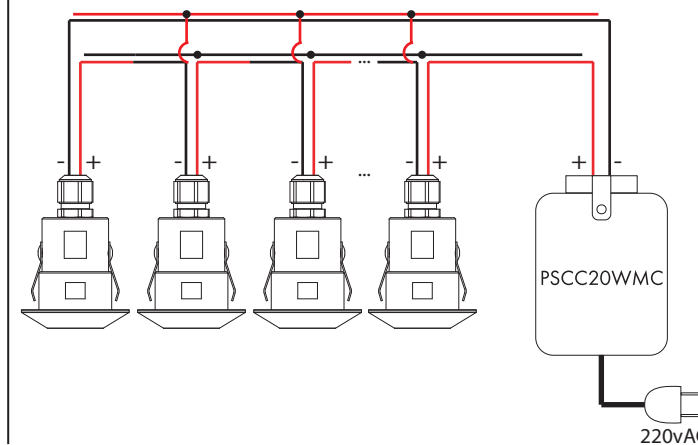 ...
- + - + - + ... - + + -
PSCC20WMC
220vAC